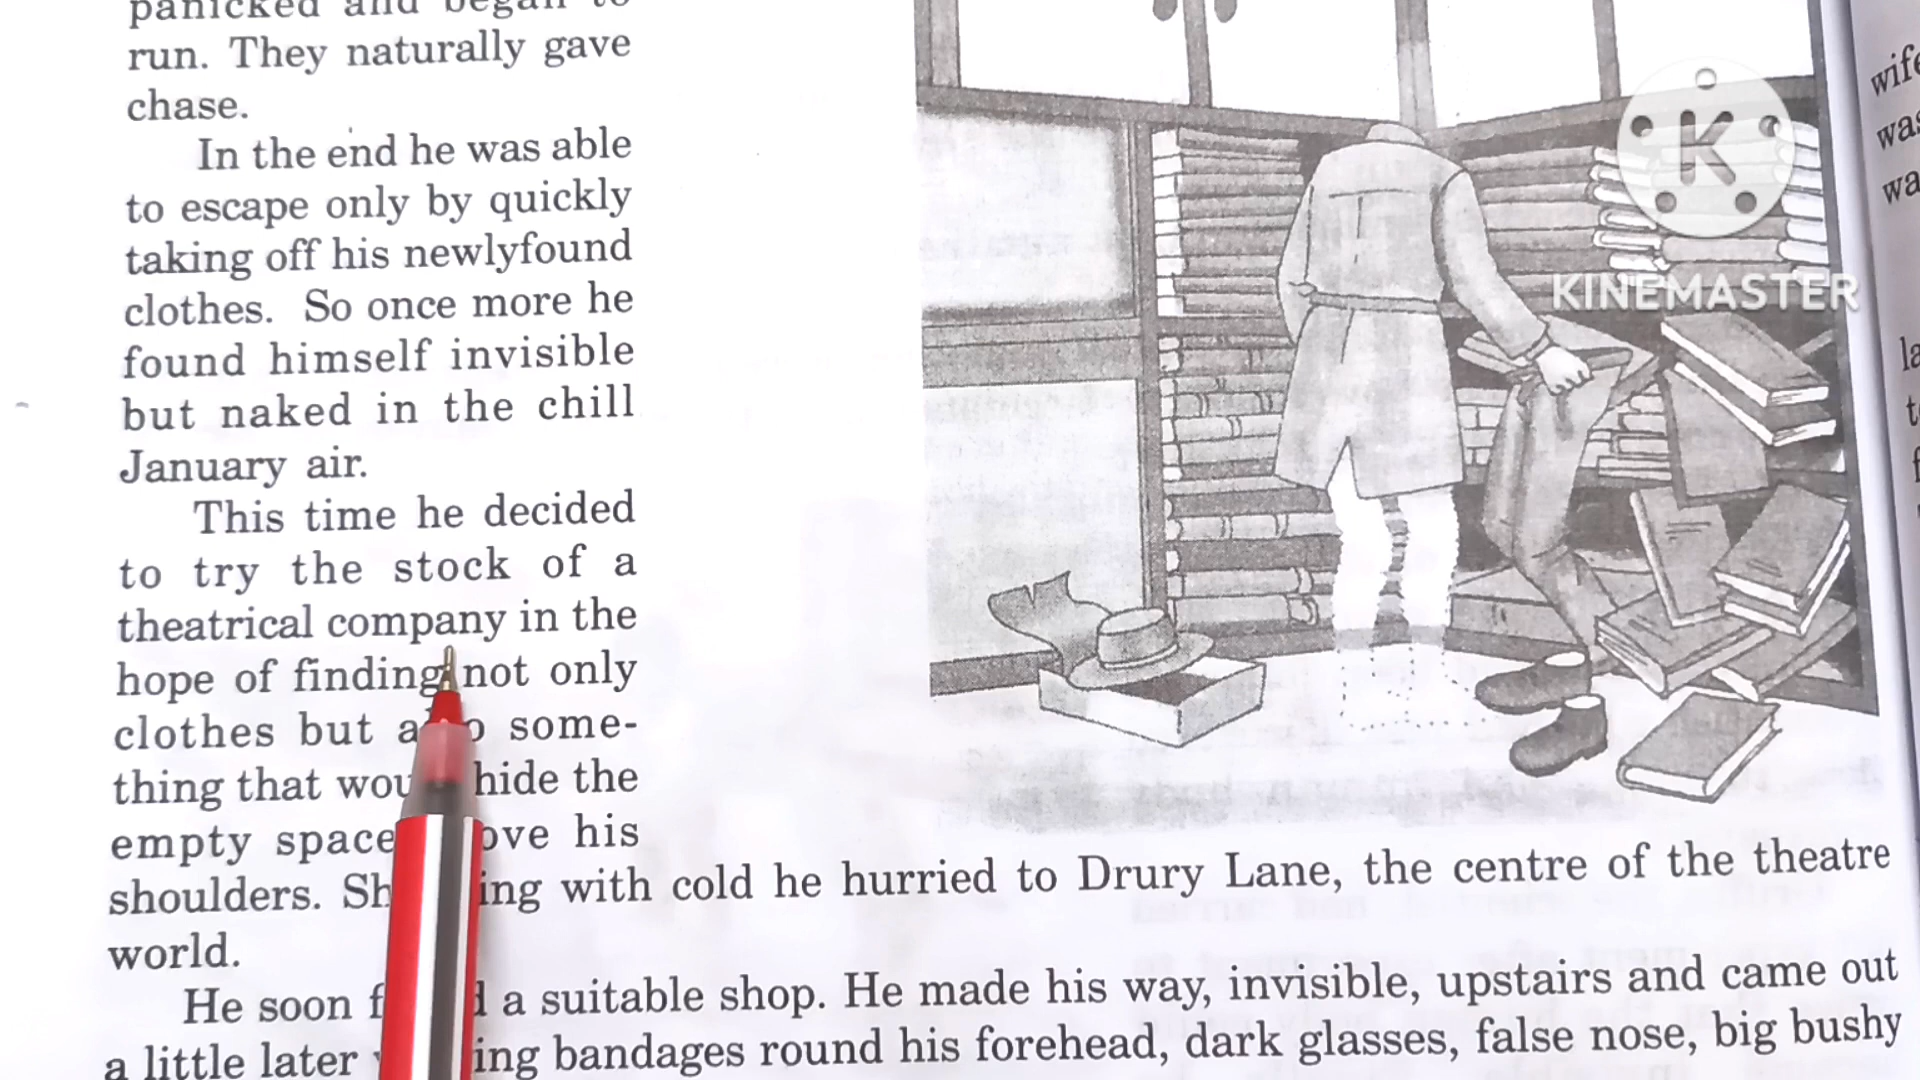 panicked and began to
run. They naturally gave
chase.
In the end he was able
to escape only by quickly
taking off his newlyfound
clothes. So once more he
found himself invisible
but naked in the chill
January air.
This time he decided
to try the stock of a
theatrical company in the
hope of finding not only
clothes but some-
thing that hide the
empty space his
shoulders. with cold he hurried to Drury Lane, the centre of the theatre
world.
He soon a suitable shop. He made his way, invisible, upstairs and came out
a little later bandages round his forehead, dark glasses, false nose, big bushy
K
KINEMASTER